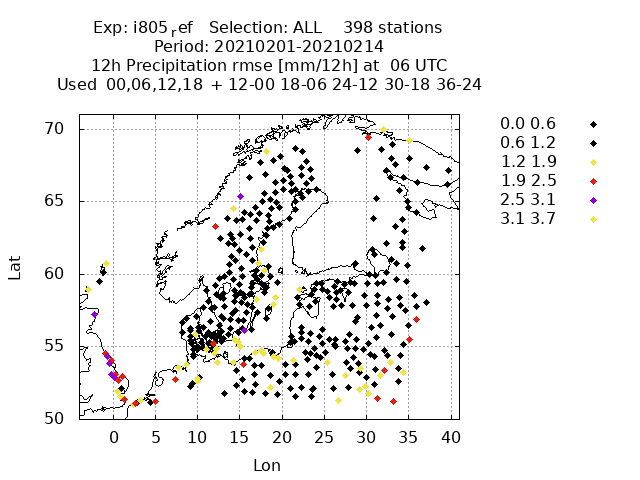 Exp: i805_ref   Selection: ALL    398 stations
Period: 20210201-20210214
12h Precipitation rmse [mm/12h] at  06 UTC
Used  00,06,12,18  + 12-00 18-06 24-12 30-18 36-24
0.0 0.6
0.6 1.2
1.2 1.9
1.9 2.5
2.5 3.1
3.1 3.7
70
65
60
55
50
Lat
0 5 10 15 20 25 30 35 40
Lon